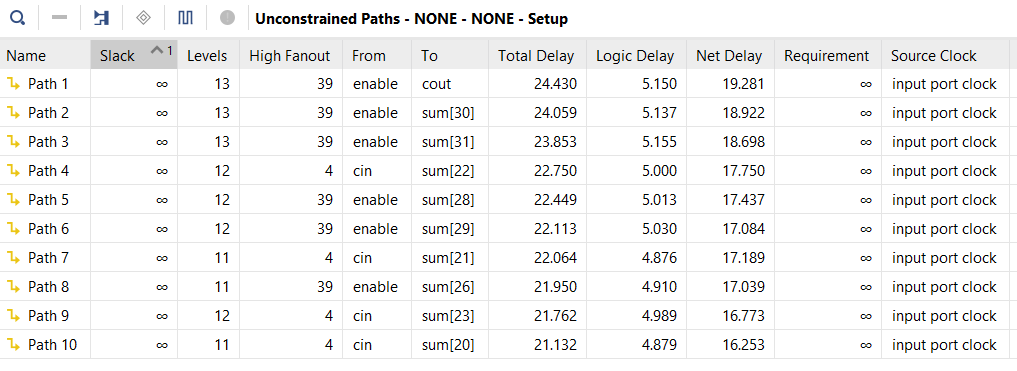 Unconstrained Paths - NONE - NONE - Setup
Name Slack 1 Levels High Fanout From To Total Delay Logic Delay Net Delay Requirement Source Clock
Path 1 ∞ 13 39 enable cout 24.430 5.150 19.281 ∞ input port clock
Path 2 ∞ 13 39 enable sum[30] 24.059 5.137 18.922 ∞ input port clock
Path 3 ∞ 13 39 enable sum[31] 23.853 5.155 18.698 ∞ input port clock
Path 4 ∞ 12 4 cin sum[22] 22.750 5.000 17.750 ∞ input port clock
Path 5 ∞ 12 39 enable sum[28] 22.449 5.013 17.437 ∞ input port clock
Path 6 ∞ 12 39 enable sum[29] 22.113 5.030 17.084 ∞ input port clock
Path 7 ∞ 11 4 cin sum[21] 22.064 4.876 17.189 ∞ input port clock
Path 8 ∞ 11 39 enable sum[26] 21.950 4.910 17.039 ∞ input port clock
Path 9 ∞ 12 4 cin sum[23] 21.762 4.989 16.773 ∞ input port clock
Path 10 ∞ 11 4 cin sum[20] 21.132 4.879 16.253 ∞ input port clock